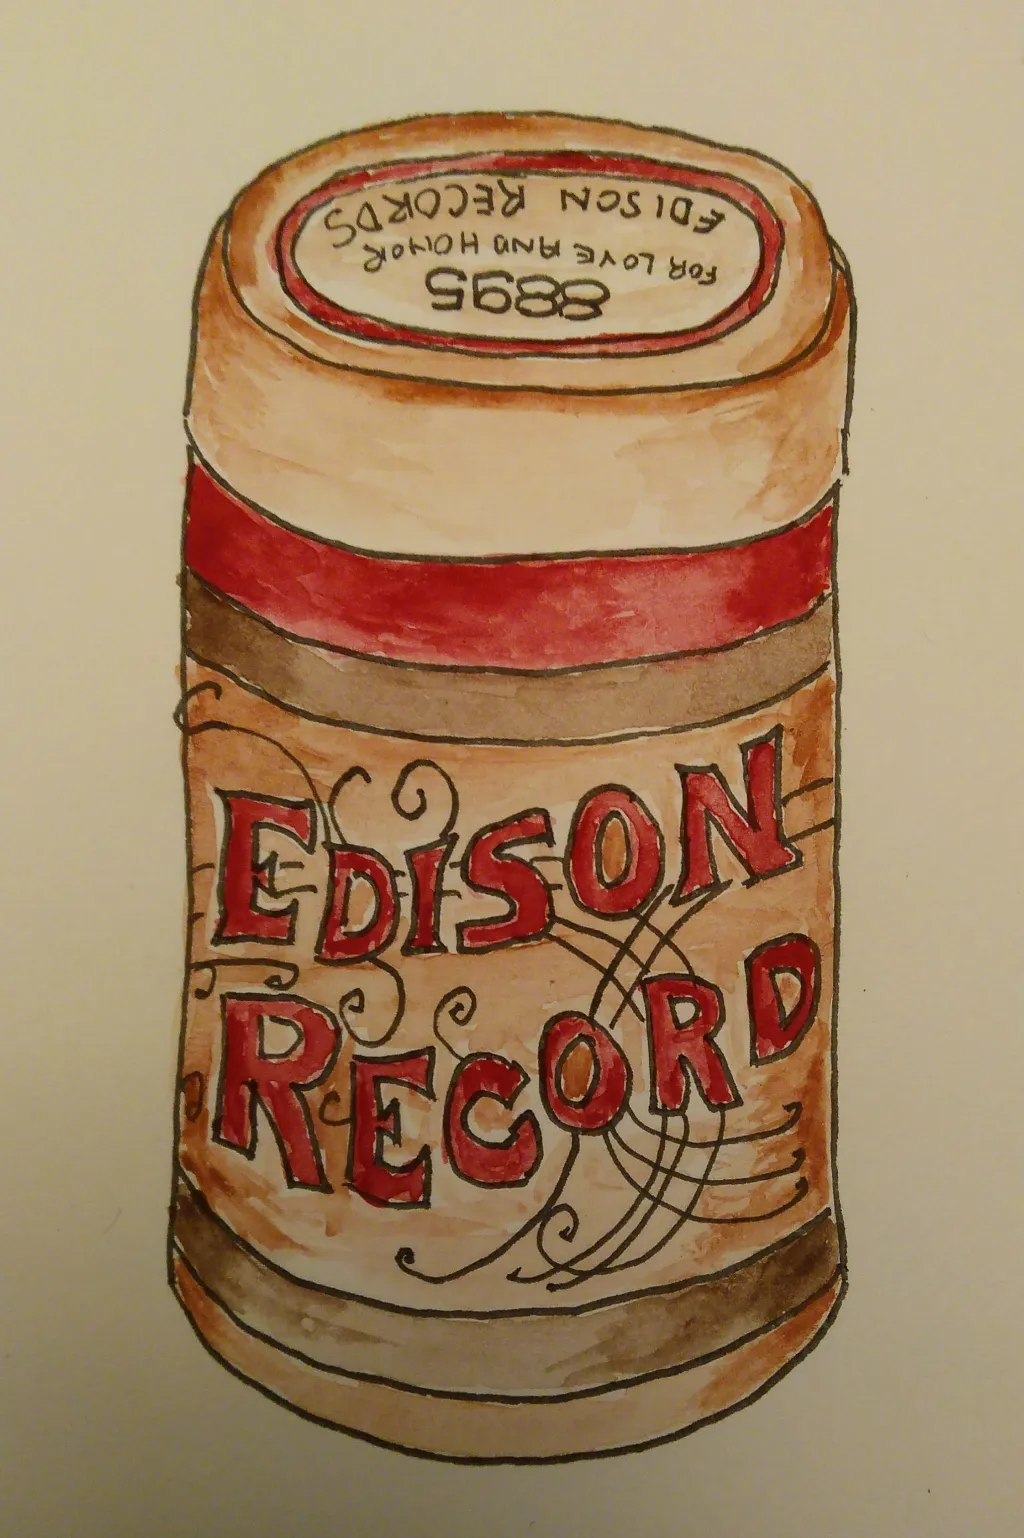 8895
FOR LOVE AND HONOR
EDISON RECORDS
EDISON
RECORD